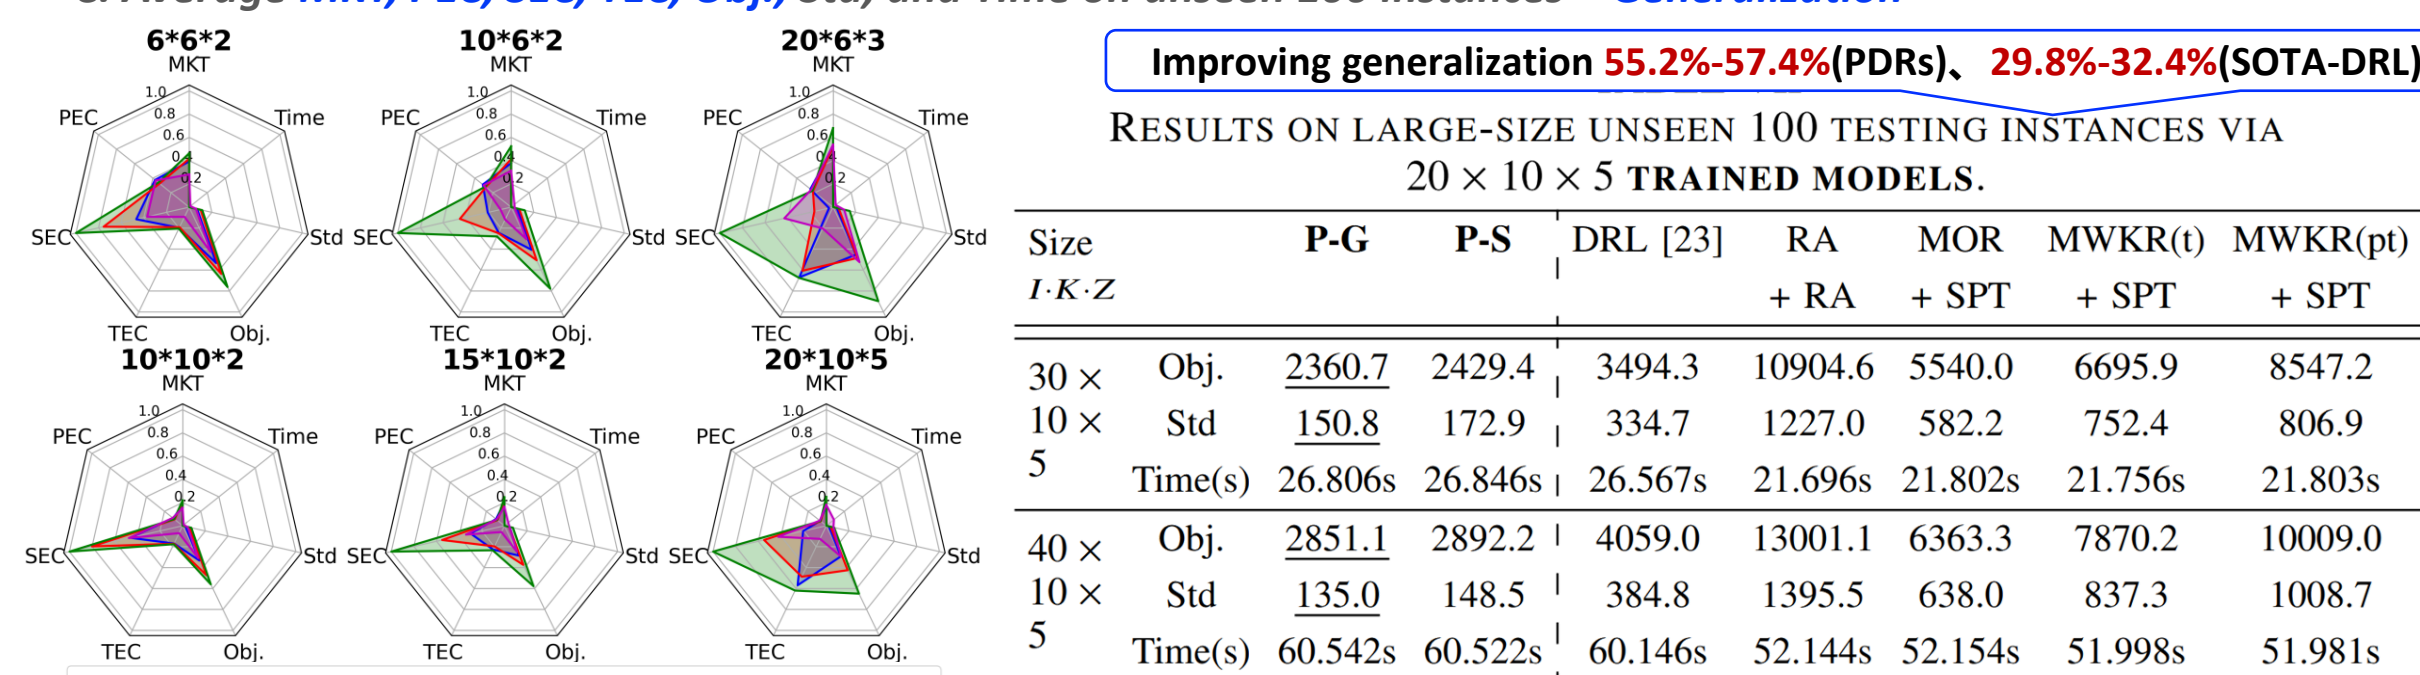 Generalization
6*6*2
MKT
Time
Std
Obj.
TEC
SEC
PEC
1.0
0.8
0.6
0.4
0.2
10*6*2
MKT
Time
Std
Obj.
TEC
SEC
PEC
1.0
0.8
0.6
0.4
0.2
20*6*3
MKT
Time
Std
Obj.
TEC
SEC
PEC
1.0
0.8
0.6
0.4
0.2
10*10*2
MKT
Time
Std
Obj.
TEC
SEC
PEC
1.0
0.8
0.6
0.4
0.2
15*10*2
MKT
Time
Std
Obj.
TEC
SEC
PEC
1.0
0.8
0.6
0.4
0.2
20*10*5
MKT
Time
Std
Obj.
TEC
SEC
PEC
1.0
0.8
0.6
0.4
0.2
Improving generalization 55.2%-57.4%(PDRs)、 29.8%-32.4%(SOTA-DRL)
RESULTS ON LARGE-SIZE UNSEEN 100 TESTING INSTANCES VIA
20 × 10 × 5 TRAINED MODELS.
Size P-G P-S DRL [23] RA MOR MWKR(t) MWKR(pt)
I·K·Z + RA + SPT + SPT + SPT
30 × Obj. 2360.7 2429.4 3494.3 10904.6 5540.0 6695.9 8547.2
10 × Std 150.8 172.9 334.7 1227.0 582.2 752.4 806.9
5 Time(s) 26.806s 26.846s 26.567s 21.696s 21.802s 21.756s 21.803s
40 × Obj. 2851.1 2892.2 4059.0 13001.1 6363.3 7870.2 10009.0
10 × Std 135.0 148.5 384.8 1395.5 638.0 837.3 1008.7
5 Time(s) 60.542s 60.522s 60.146s 52.144s 52.154s 51.998s 51.981s